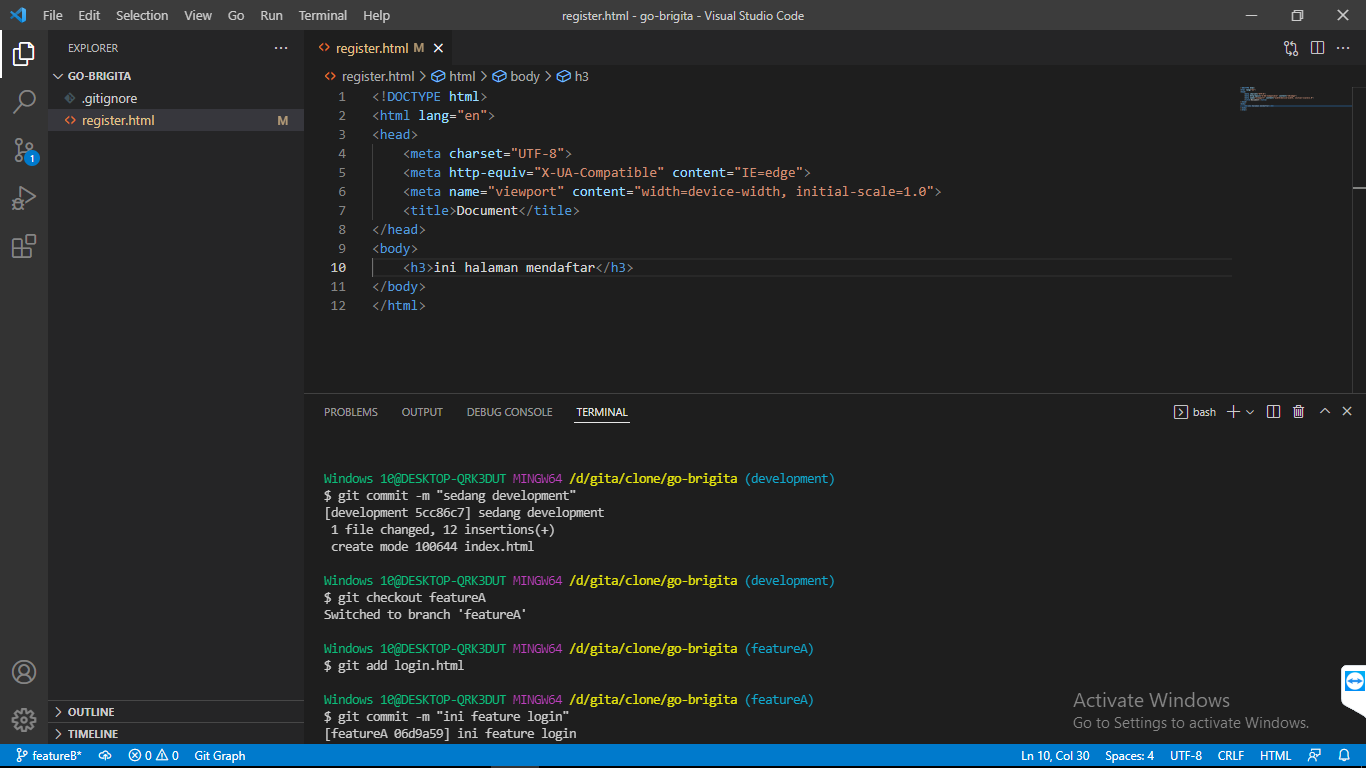 File Edit Selection View Go Run Terminal Help register.html - go-brigita - Visual Studio Code
EXPLORER
GO-BRIGITA
.gitignore
register.html M
1
register.html M
register.html > html > body > h3
1 <!DOCTYPE html>
2 <html lang="en">
3 <head>
4 <meta charset="UTF-8">
5 <meta http-equiv="X-UA-Compatible" content="IE=edge">
6 <meta name="viewport" content="width=device-width, initial-scale=1.0">
7 <title>Document</title>
8 </head>
9 <body>
10 <h3>ini halaman mendaftar</h3>
11 </body>
12 </html>
PROBLEMS OUTPUT DEBUG CONSOLE TERMINAL bash
Windows 10@DESKTOP-QRK3DUT MINGW64 /d/gita/clone/go-brigita (development)
$ git commit -m "sedang development"
[development 5cc86c7] sedang development
1 file changed, 12 insertions(+)
create mode 100644 index.html
Windows 10@DESKTOP-QRK3DUT MINGW64 /d/gita/clone/go-brigita (development)
$ git checkout featureA
Switched to branch 'featureA'
Windows 10@DESKTOP-QRK3DUT MINGW64 /d/gita/clone/go-brigita (featureA)
$ git add login.html
Windows 10@DESKTOP-QRK3DUT MINGW64 /d/gita/clone/go-brigita (featureA)
$ git commit -m "ini feature login"
[featureA 06d9a59] ini feature login
OUTLINE
TIMELINE
Activate Windows
Go to Settings to activate Windows.
featureB* 0 0 Git Graph Ln 10, Col 30 Spaces: 4 UTF-8 CRLF HTML